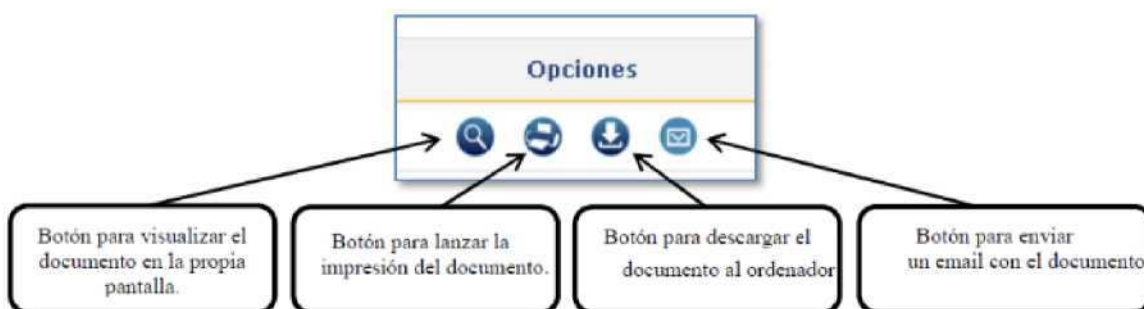 Opciones
Botón para visualizar el
documento en la propia
pantalla.
Botón para lanzar la
impresión del documento.
Botón para descargar el
documento al ordenador
Botón para enviar
un email con el documento